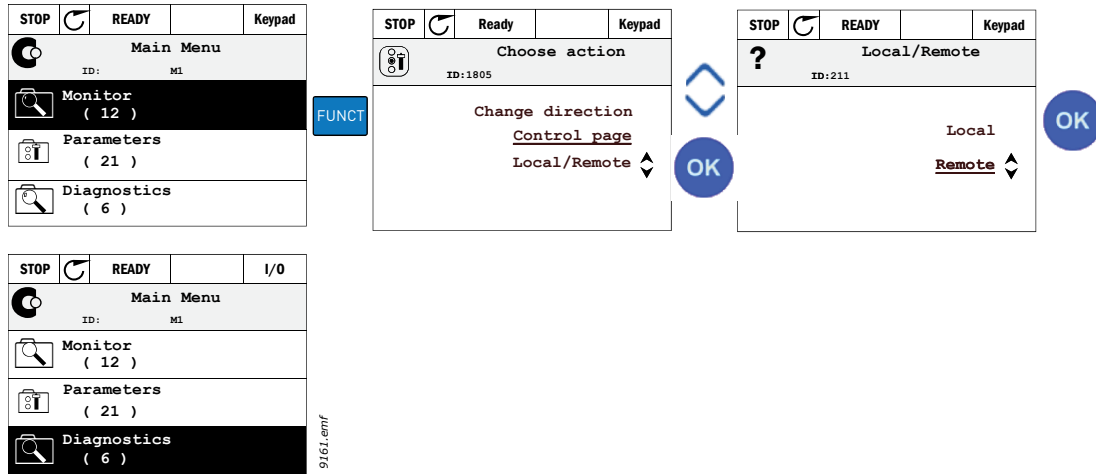 STOP READY Keypad
Main Menu
ID: M1
Monitor
( 12 )
Parameters
( 21 )
Diagnostics
( 6 )
FUNCT
STOP Ready Keypad
Choose action
ID:1805
Change direction
Control page
Local/Remote
OK
STOP READY Keypad
? Local/Remote
ID:211
Local
Remote
OK
STOP READY I/O
Main Menu
ID: M1
Monitor
( 12 )
Parameters
( 21 )
Diagnostics
( 6 )
9161.emf